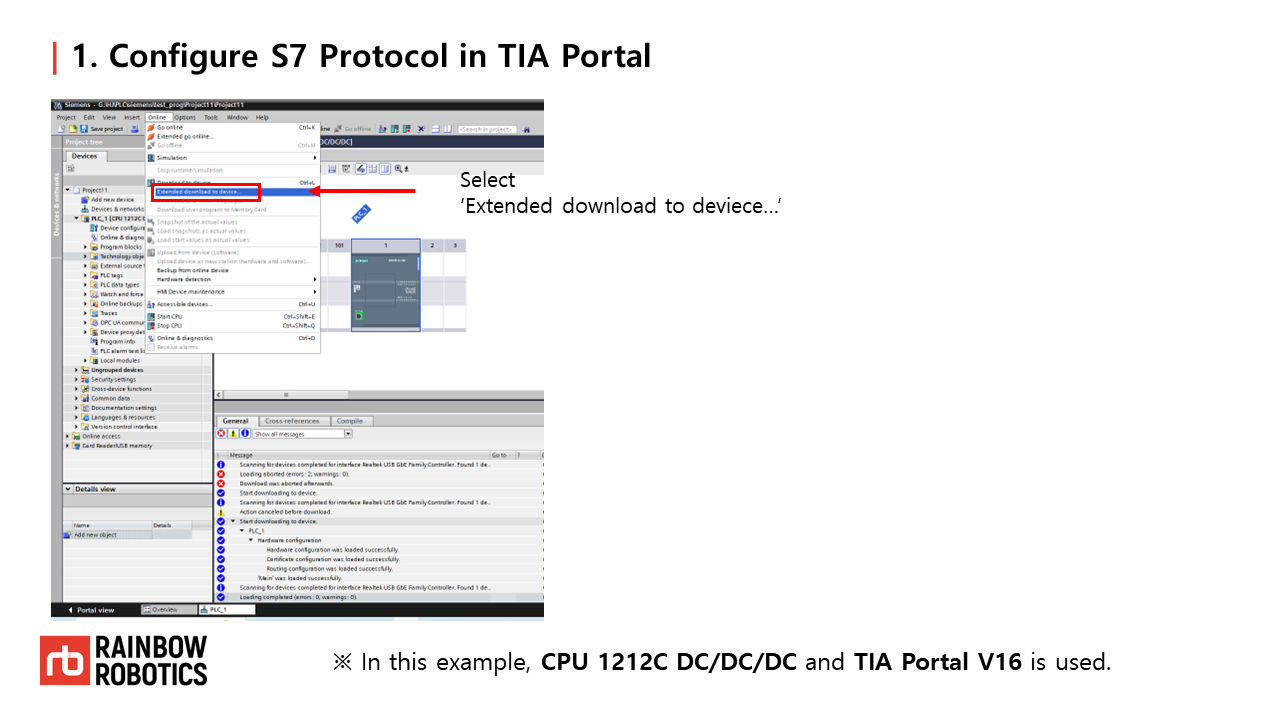 1. Configure S7 Protocol in TIA Portal
Siemens - G:\HJ\PLC\siemens\test_prog\Project11\Project11
Project Edit View Insert Online Options Tools Window Help
Save project
Go offline
<Search in project>
Project tree
DC/DC/DC]
Devices
Devices & networks
Project11
Add new device
Devices & networks
PLC_1 [CPU 1212C
Device configu
Online & diagno
Program blocks
Technology obje
External source
PLC tags
PLC data types
Watch and force
Online backups
Traces
OPC UA commun
Device proxy dat
Program info
PLC alarm text lis
Local modules
Ungrouped devices
Security settings
Cross-device functions
Common data
Documentation settings
Languages & resources
Version control interface
Online access
Card Reader/USB memory
Go online Ctrl+K
Extended go online...
Go offline Ctrl+M
Simulation
Stop runtime/simulation
Download to device Ctrl+L
Extended download to device...
Download user program to Memory Card
Snapshot of the actual values
Load snapshots as actual values
Load start values as actual values
Upload from device (software)
Upload device as new station (hardware and software)...
Backup from online device
Hardware detection
HMI Device maintenance
Accessible devices... Ctrl+U
Start CPU Ctrl+Shift+E
Stop CPU Ctrl+Shift+Q
Online & diagnostics Ctrl+D
Receive alarms
PLC_1
101 1 2 3
SIEMENS
Select
‘Extended download to deviece…’
General Cross-references Compile
Show all messages
! Message Go to ?
Scanning for devices completed for interface Realtek USB GbE Family Controller. Found 1 de..
Loading aborted (errors: 2; warnings: 0).
Download was aborted afterwards.
Start downloading to device.
Scanning for devices completed for interface Realtek USB GbE Family Controller. Found 1 de..
Action canceled before download.
Start downloading to device.
PLC_1
Hardware configuration
Hardware configuration was loaded successfully.
Certificate configuration was loaded successfully.
Routing configuration was loaded successfully.
'Main' was loaded successfully.
Scanning for devices completed for interface Realtek USB GbE Family Controller. Found 1 de..
Loading completed (errors: 0; warnings: 0).
Details view
Name Details
Add new object
Portal view Overview PLC_1
rb RAINBOW
ROBOTICS
※ In this example, CPU 1212C DC/DC/DC and TIA Portal V16 is used.